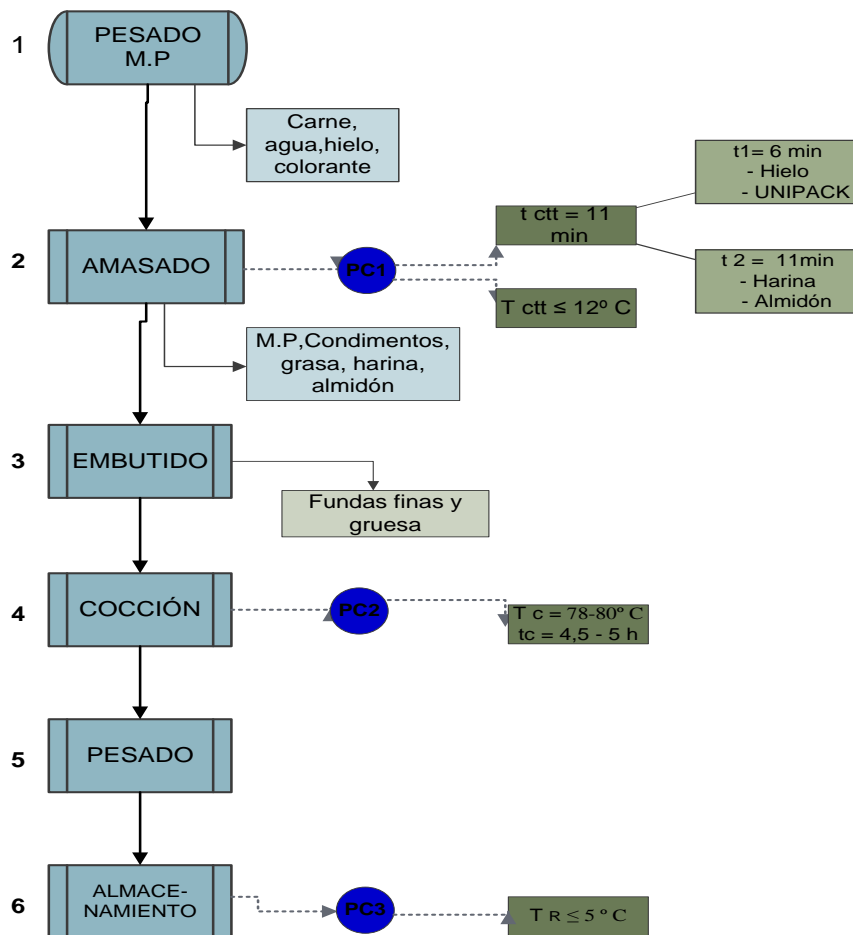 1
PESADO
M.P
Carne,
agua,hielo,
colorante
t1= 6 min
- Hielo
- UNIPACK
t ctt = 11
min
2
AMASADO
PC1
t 2 = 11min
- Harina
- Almidón
T ctt ≤ 12º C
M.P,Condimentos,
grasa, harina,
almidón
3
EMBUTIDO
Fundas finas y
gruesa
4
COCCIÓN
PC2
T c = 78-80º C
tc = 4,5 - 5 h
5
PESADO
6
ALMACE-
NAMIENTO
PC3
T R ≤ 5 º C